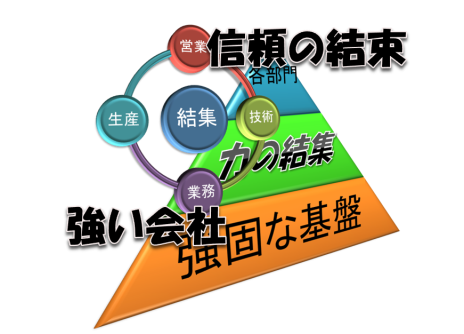 営業
信頼の結束
各部門
生産
結集
技術
力の結集
業務
強い会社
強固な基盤